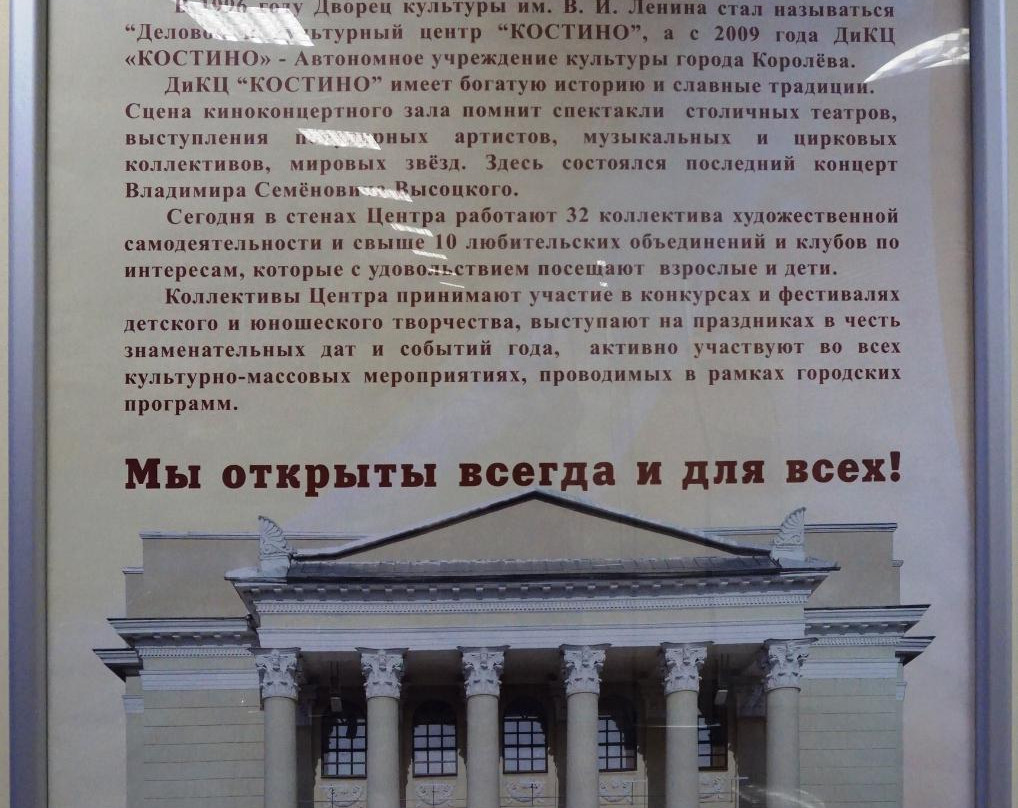 В 1996 году Дворец культуры им. В. И. Ленина стал называться
“Деловой и культурный центр “КОСТИНО”, а с 2009 года ДиКЦ
«КОСТИНО» - Автономное учреждение культуры города Королёва.
ДиКЦ “КОСТИНО” имеет богатую историю и славные традиции.
Сцена киноконцертного зала помнит спектакли столичных театров,
выступления популярных артистов, музыкальных и цирковых
коллективов, мировых звёзд. Здесь состоялся последний концерт
Владимира Семёновича Высоцкого.
Сегодня в стенах Центра работают 32 коллектива художественной
самодеятельности и свыше 10 любительских объединений и клубов по
интересам, которые с удовольствием посещают взрослые и дети.
Коллективы Центра принимают участие в конкурсах и фестивалях
детского и юношеского творчества, выступают на праздниках в честь
знаменательных дат и событий года, активно участвуют во всех
культурно-массовых мероприятиях, проводимых в рамках городских
программ.
Мы открыты всегда и для всех!